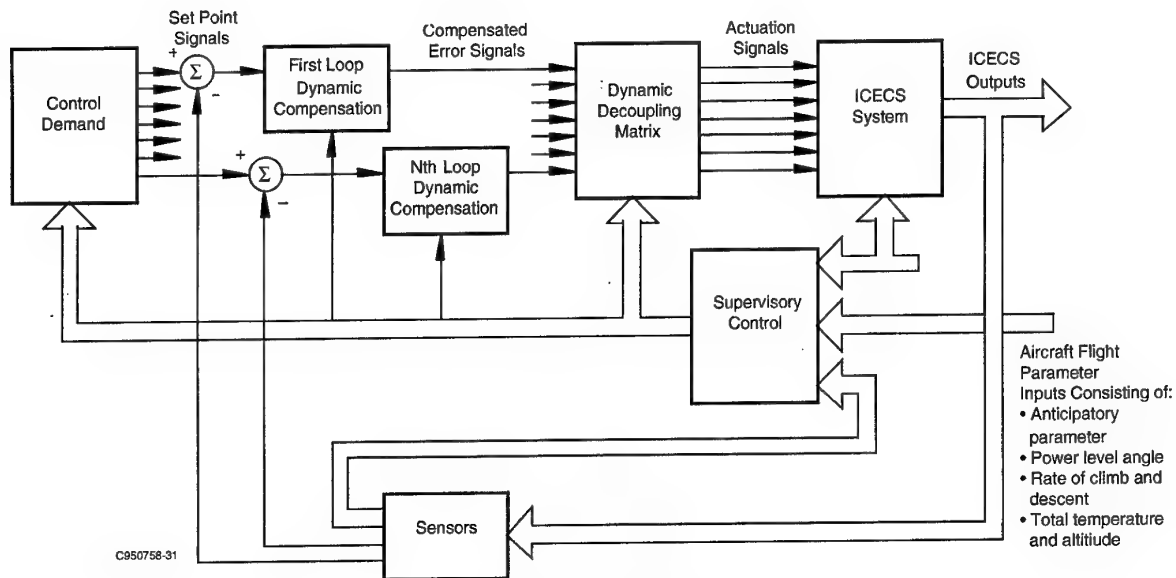 Set Point
Signals
+
Σ
-
Control
Demand
First Loop
Dynamic
Compensation
Compensated
Error Signals
+
Σ
-
Nth Loop
Dynamic
Compensation
Dynamic
Decoupling
Matrix
Actuation
Signals
ICECS
System
ICECS
Outputs
Supervisory
Control
Aircraft Flight
Parameter
Inputs Consisting of:
• Anticipatory
parameter
• Power level angle
• Rate of climb and
descent
• Total temperature
and altitiude
Sensors
C950758-31